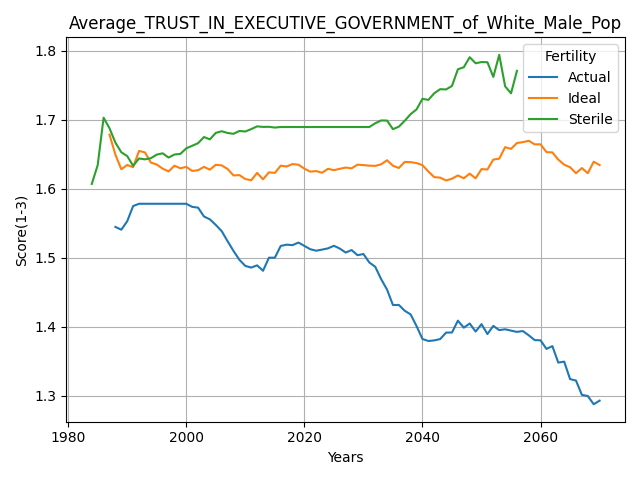 Average_TRUST_IN_EXECUTIVE_GOVERNMENT_of_White_Male_Pop
Fertility
Actual
Ideal
Sterile
Score(1-3)
1.8
1.7
1.6
1.5
1.4
1.3
1980 2000 2020 2040 2060
Years